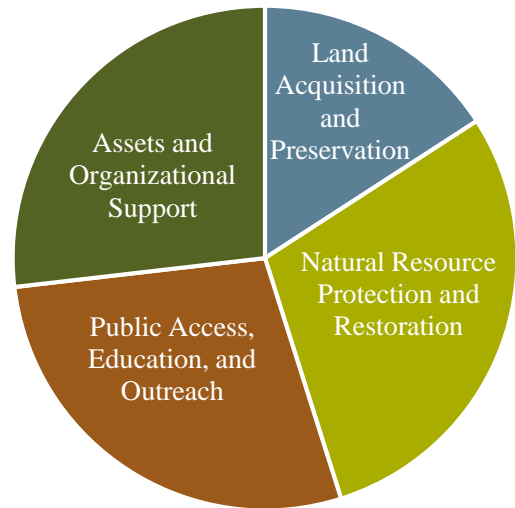 Land
Acquisition
and
Preservation
Natural Resource
Protection and
Restoration
Public Access,
Education, and
Outreach
Assets and
Organizational
Support